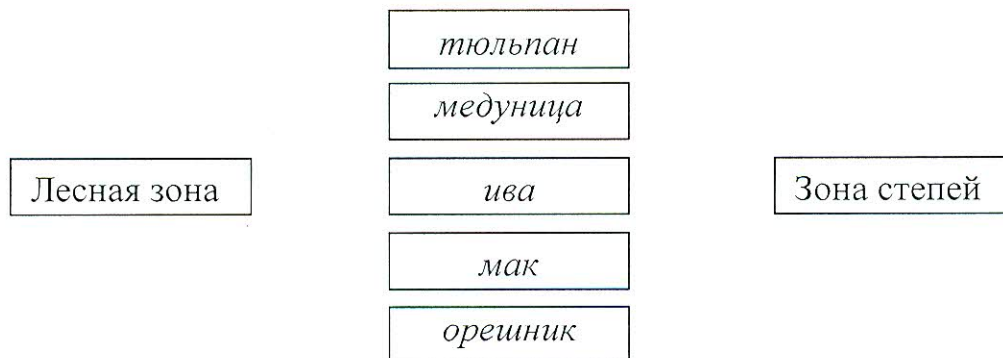 тюльпан
медуница
Лесная зона
ива
Зона степей
мак
орешник